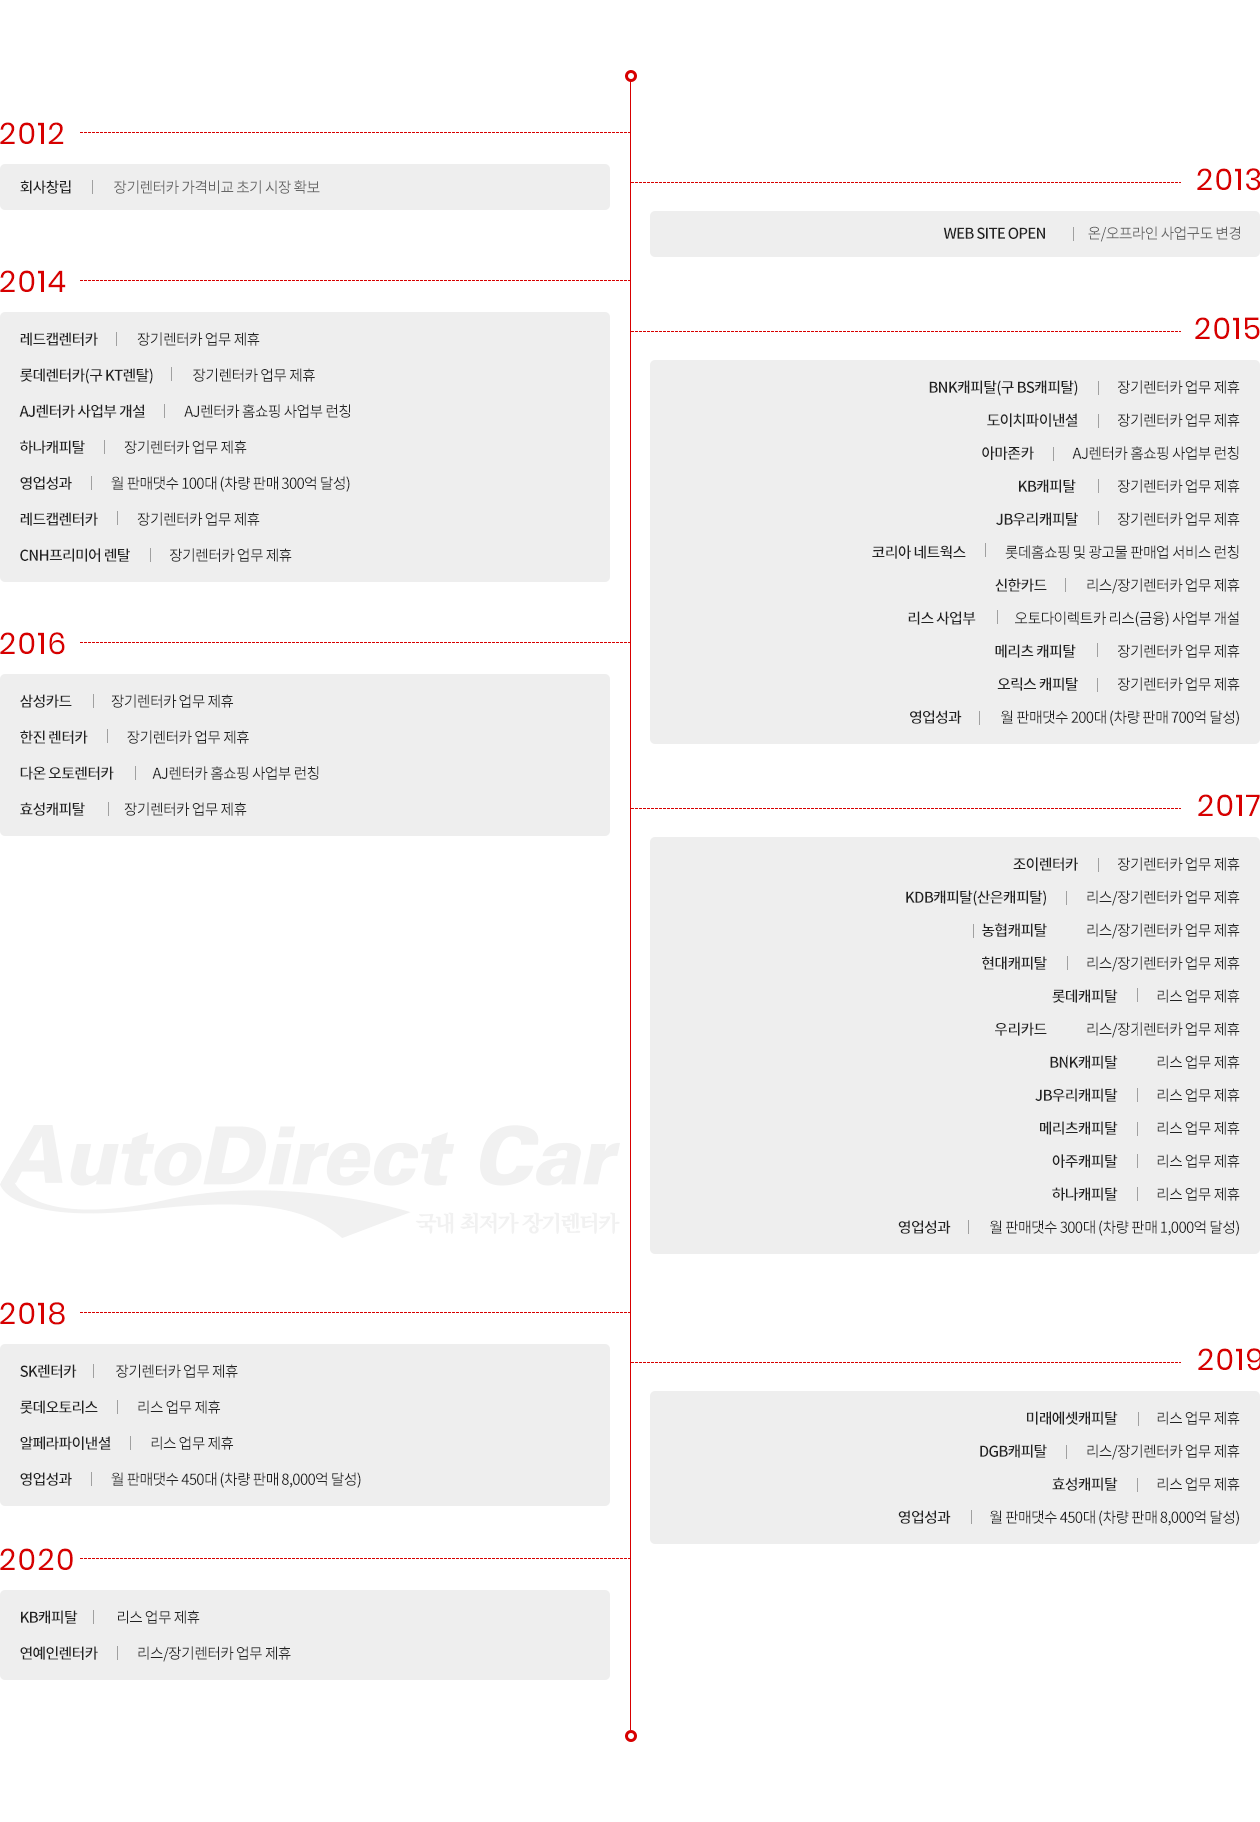 2012
회사창립 | 장기렌터카 가격비교 초기 시장 확보
2013
WEB SITE OPEN | 온/오프라인 사업구도 변경
2014
레드캡렌터카 | 장기렌터카 업무 제휴
롯데렌터카(구 KT렌탈) | 장기렌터카 업무 제휴
AJ렌터카 사업부 개설 | AJ렌터카 홈쇼핑 사업부 런칭
하나캐피탈 | 장기렌터카 업무 제휴
영업성과 | 월 판매댓수 100대 (차량 판매 300억 달성)
레드캡렌터카 | 장기렌터카 업무 제휴
CNH프리미어 렌탈 | 장기렌터카 업무 제휴
2015
BNK캐피탈(구 BS캐피탈) | 장기렌터카 업무 제휴
도이치파이낸셜 | 장기렌터카 업무 제휴
아마존카 | AJ렌터카 홈쇼핑 사업부 런칭
KB캐피탈 | 장기렌터카 업무 제휴
JB우리캐피탈 | 장기렌터카 업무 제휴
코리아 네트웍스 | 롯데홈쇼핑 및 광고물 판매업 서비스 런칭
신한카드 | 리스/장기렌터카 업무 제휴
리스 사업부 | 오토다이렉트카 리스(금융) 사업부 개설
메리츠 캐피탈 | 장기렌터카 업무 제휴
오릭스 캐피탈 | 장기렌터카 업무 제휴
영업성과 | 월 판매댓수 200대 (차량 판매 700억 달성)
2016
삼성카드 | 장기렌터카 업무 제휴
한진 렌터카 | 장기렌터카 업무 제휴
다온 오토렌터카 | AJ렌터카 홈쇼핑 사업부 런칭
효성캐피탈 | 장기렌터카 업무 제휴
2017
조이렌터카 | 장기렌터카 업무 제휴
KDB캐피탈(산은캐피탈) | 리스/장기렌터카 업무 제휴
| 농협캐피탈 리스/장기렌터카 업무 제휴
현대캐피탈 | 리스/장기렌터카 업무 제휴
롯데캐피탈 | 리스 업무 제휴
우리카드 리스/장기렌터카 업무 제휴
BNK캐피탈 리스 업무 제휴
JB우리캐피탈 | 리스 업무 제휴
메리츠캐피탈 | 리스 업무 제휴
아주캐피탈 | 리스 업무 제휴
하나캐피탈 | 리스 업무 제휴
영업성과 | 월 판매댓수 300대 (차량 판매 1,000억 달성)
AutoDirect Car
국내 최저가 장기렌터카
2018
SK렌터카 | 장기렌터카 업무 제휴
롯데오토리스 | 리스 업무 제휴
알페라파이낸셜 | 리스 업무 제휴
영업성과 | 월 판매댓수 450대 (차량 판매 8,000억 달성)
2019
미래에셋캐피탈 | 리스 업무 제휴
DGB캐피탈 | 리스/장기렌터카 업무 제휴
효성캐피탈 | 리스 업무 제휴
영업성과 | 월 판매댓수 450대 (차량 판매 8,000억 달성)
2020
KB캐피탈 | 리스 업무 제휴
연예인렌터카 | 리스/장기렌터카 업무 제휴